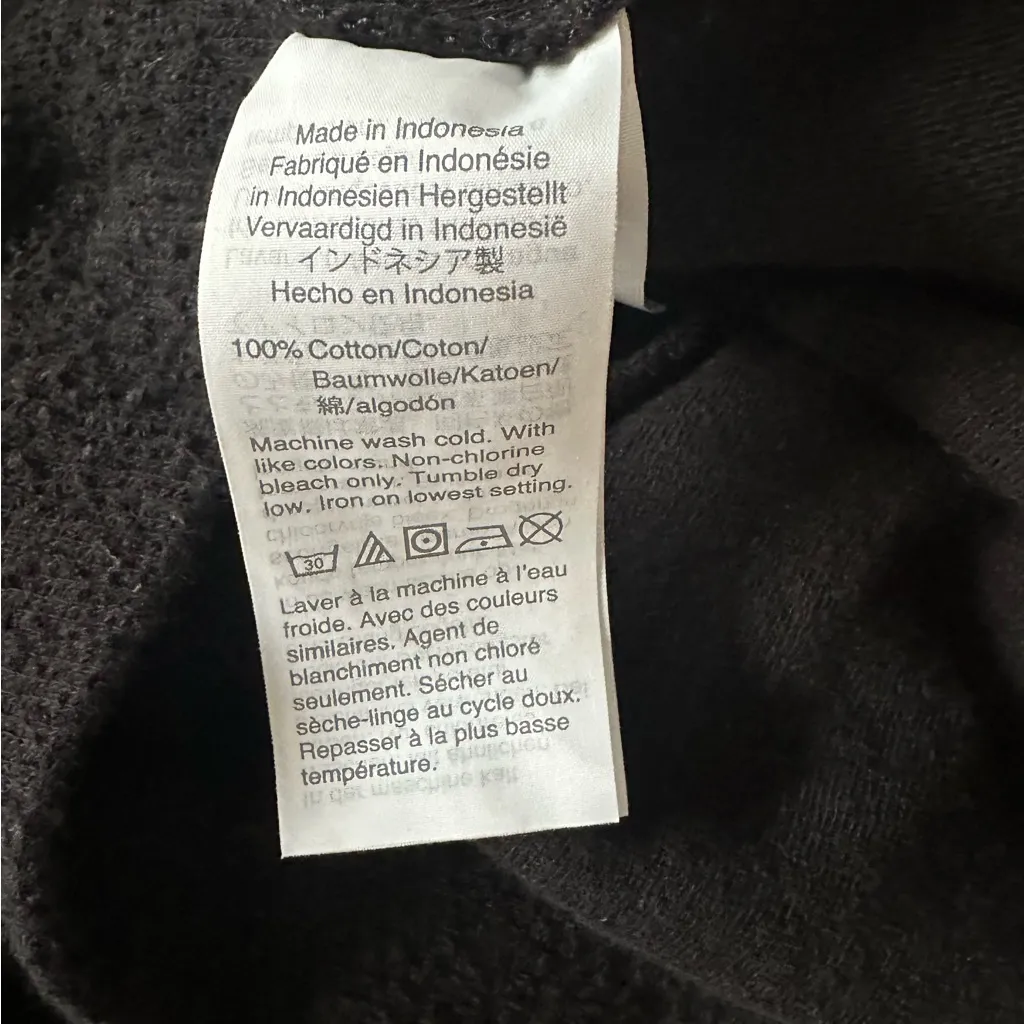 Made in Indonesia
Fabriqué en Indonésie
in Indonesien Hergestellt
Vervaardigd in Indonesië
インドネシア製
Hecho en Indonesia
100% Cotton/Coton/
Baumwolle/Katoen/
綿/algodón
Machine wash cold. With
like colors. Non-chlorine
bleach only. Tumble dry
low. Iron on lowest setting.
30
Laver à la machine à l'eau
froide. Avec des couleurs
similaires. Agent de
blanchiment non chloré
seulement. Sécher au
sèche-linge au cycle doux.
Repasser à la plus basse
température.